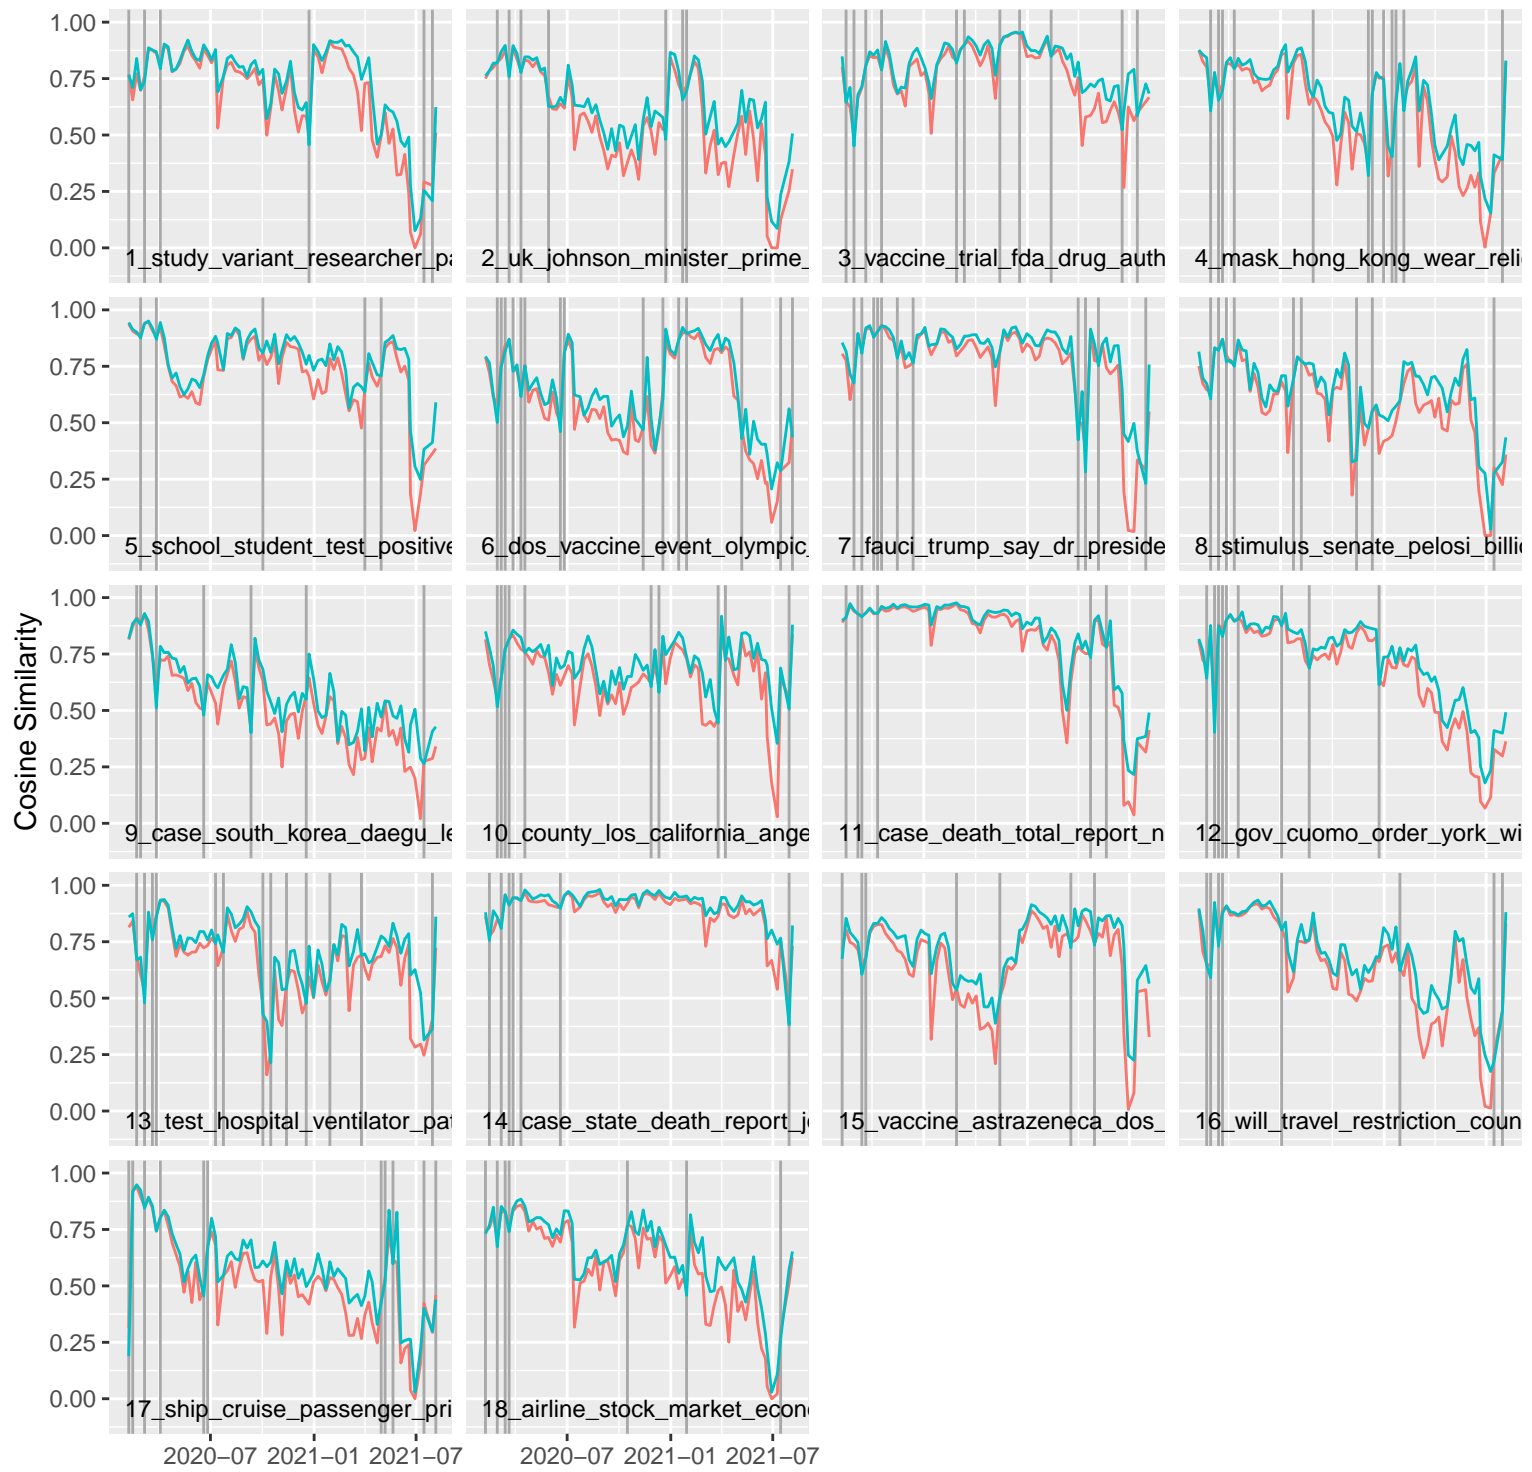 1.00
0.75
0.50
0.25
0.00
1_study_variant_researcher_pa
2_uk_johnson_minister_prime_
3_vaccine_trial_fda_drug_auth
4_mask_hong_kong_wear_reli
1.00
0.75
0.50
0.25
0.00
5_school_student_test_positive
6_dos_vaccine_event_olympic_
7_fauci_trump_say_dr_preside
8_stimulus_senate_pelosi_billio
Cosine Similarity
1.00
0.75
0.50
0.25
0.00
9_case_south_korea_daegu_le
10_county_los_california_ange
11_case_death_total_report_n
12_gov_cuomo_order_york_wi
1.00
0.75
0.50
0.25
0.00
13_test_hospital_ventilator_pat
14_case_state_death_report_jo
15_vaccine_astrazeneca_dos_
16_will_travel_restriction_coun
1.00
0.75
0.50
0.25
0.00
17_ship_cruise_passenger_pri
18_airline_stock_market_econo
2020−07 2021−01 2021−07
2020−07 2021−01 2021−07